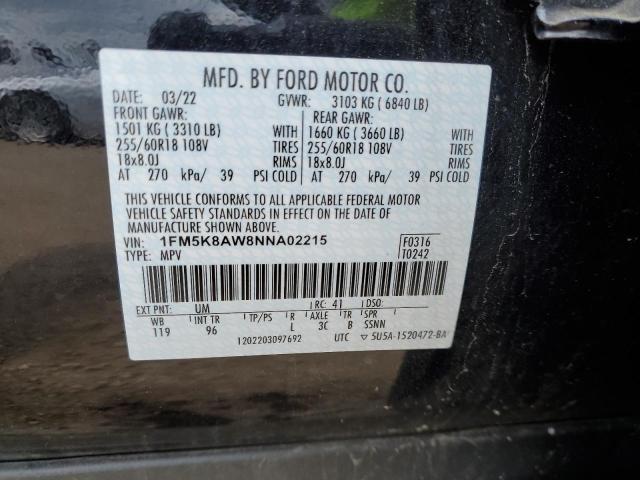 MFD. BY FORD MOTOR CO.
DATE: 03/22 GVWR: 3103 KG ( 6840 LB)
FRONT GAWR: REAR GAWR:
1501 KG ( 3310 LB) WITH 1660 KG ( 3660 LB) WITH
255/60R18 108V TIRES 255/60R18 108V TIRES
18x8.0J RIMS 18x8.0J RIMS
AT 270 kPa/ 39 PSI COLD AT 270 kPa/ 39 PSI COLD
THIS VEHICLE CONFORMS TO ALL APPLICABLE FEDERAL MOTOR
VEHICLE SAFETY STANDARDS IN EFFECT ON THE DATE OF
MANUFACTURE SHOWN ABOVE.
VIN: 1FM5K8AW8NNA02215 F0316
TYPE: MPV T0242
EXT PNT: UM RC: 41 DSO:
WB INT TR TP/PS R AXLE TR SPR
119 96 L 3C B SSNN
1202203097692 UTC ▽ 5U5A-1520472-BA